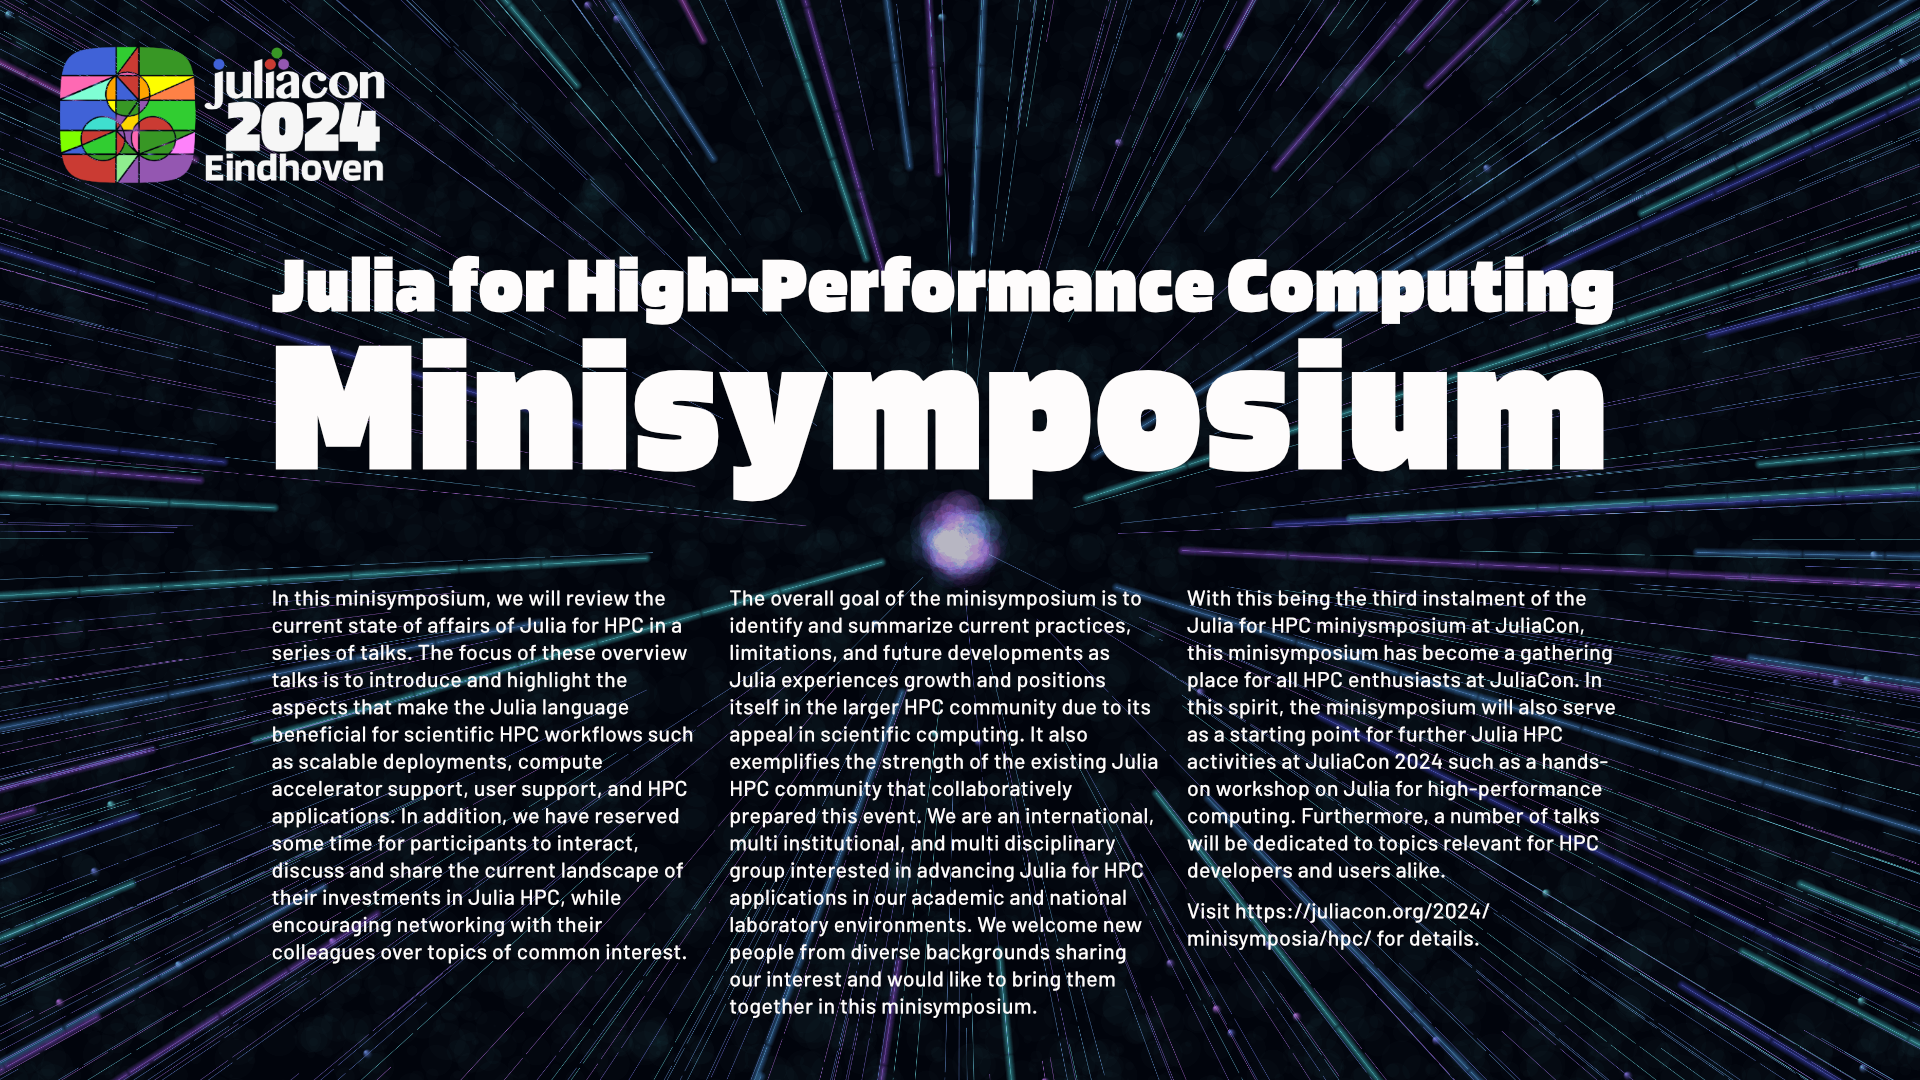 juliacon
2024
Eindhoven
Julia for High-Performance Computing
Minisymposium
In this minisymposium, we will review the
current state of affairs of Julia for HPC in a
series of talks. The focus of these overview
talks is to introduce and highlight the
aspects that make the Julia language
beneficial for scientific HPC workflows such
as scalable deployments, compute
accelerator support, user support, and HPC
applications. In addition, we have reserved
some time for participants to interact,
discuss and share the current landscape of
their investments in Julia HPC, while
encouraging networking with their
colleagues over topics of common interest.
The overall goal of the minisymposium is to
identify and summarize current practices,
limitations, and future developments as
Julia experiences growth and positions
itself in the larger HPC community due to its
appeal in scientific computing. It also
exemplifies the strength of the existing Julia
HPC community that collaboratively
prepared this event. We are an international,
multi institutional, and multi disciplinary
group interested in advancing Julia for HPC
applications in our academic and national
laboratory environments. We welcome new
people from diverse backgrounds sharing
our interest and would like to bring them
together in this minisymposium.
With this being the third instalment of the
Julia for HPC miniysmposium at JuliaCon,
this minisymposium has become a gathering
place for all HPC enthusiasts at JuliaCon. In
this spirit, the minisymposium will also serve
as a starting point for further Julia HPC
activities at JuliaCon 2024 such as a hands-
on workshop on Julia for high-performance
computing. Furthermore, a number of talks
will be dedicated to topics relevant for HPC
developers and users alike.
Visit https://juliacon.org/2024/
minisymposia/hpc/ for details.